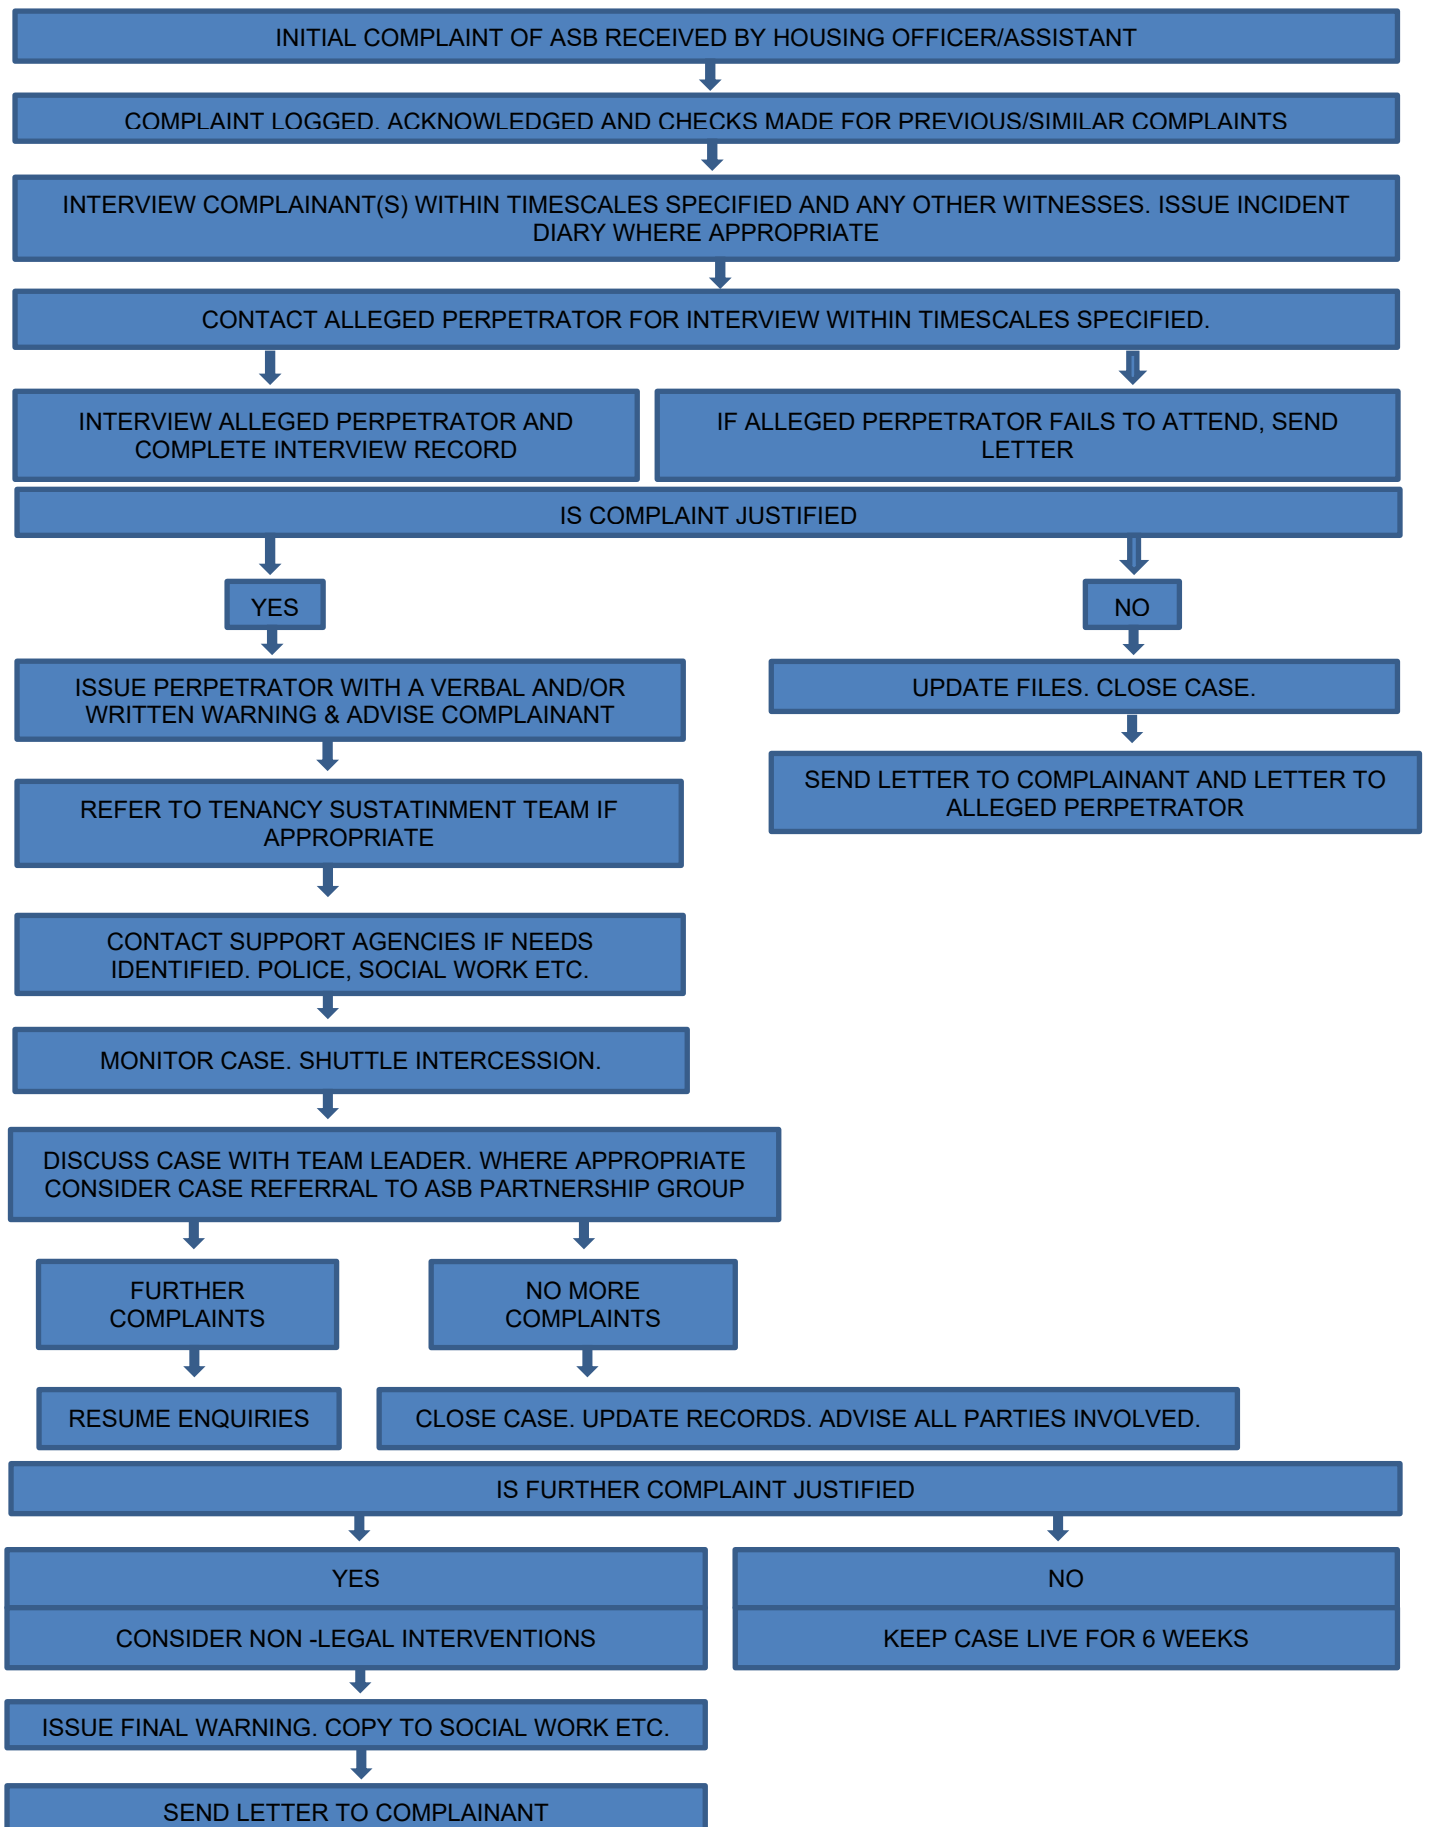 INITIAL COMPLAINT OF ASB RECEIVED BY HOUSING OFFICER/ASSISTANT
COMPLAINT LOGGED. ACKNOWLEDGED AND CHECKS MADE FOR PREVIOUS/SIMILAR COMPLAINTS
INTERVIEW COMPLAINANT(S) WITHIN TIMESCALES SPECIFIED AND ANY OTHER WITNESSES. ISSUE INCIDENT
DIARY WHERE APPROPRIATE
CONTACT ALLEGED PERPETRATOR FOR INTERVIEW WITHIN TIMESCALES SPECIFIED.
INTERVIEW ALLEGED PERPETRATOR AND
COMPLETE INTERVIEW RECORD
IF ALLEGED PERPETRATOR FAILS TO ATTEND, SEND
LETTER
IS COMPLAINT JUSTIFIED
YES
NO
ISSUE PERPETRATOR WITH A VERBAL AND/OR
WRITTEN WARNING & ADVISE COMPLAINANT
UPDATE FILES. CLOSE CASE.
REFER TO TENANCY SUSTATINMENT TEAM IF
APPROPRIATE
SEND LETTER TO COMPLAINANT AND LETTER TO
ALLEGED PERPETRATOR
CONTACT SUPPORT AGENCIES IF NEEDS
IDENTIFIED. POLICE, SOCIAL WORK ETC.
MONITOR CASE. SHUTTLE INTERCESSION.
DISCUSS CASE WITH TEAM LEADER. WHERE APPROPRIATE
CONSIDER CASE REFERRAL TO ASB PARTNERSHIP GROUP
FURTHER
COMPLAINTS
NO MORE
COMPLAINTS
RESUME ENQUIRIES
CLOSE CASE. UPDATE RECORDS. ADVISE ALL PARTIES INVOLVED.
IS FURTHER COMPLAINT JUSTIFIED
YES
NO
CONSIDER NON -LEGAL INTERVENTIONS
KEEP CASE LIVE FOR 6 WEEKS
ISSUE FINAL WARNING. COPY TO SOCIAL WORK ETC.
SEND LETTER TO COMPLAINANT